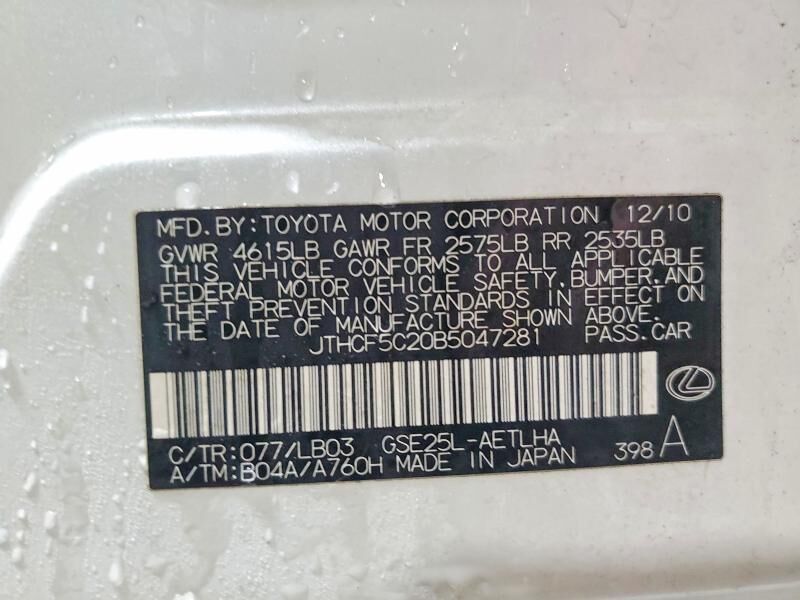 MFD. BY: TOYOTA MOTOR CORPORATION 12/10
GVWR 4615LB GAWR FR 2575LB RR 2535LB
THIS VEHICLE CONFORMS TO ALL APPLICABLE
FEDERAL MOTOR VEHICLE SAFETY, BUMPER, AND
THEFT PREVENTION STANDARDS IN EFFECT ON
THE DATE OF MANUFACTURE SHOWN ABOVE.
JTHCF5C20B5047281 PASS. CAR
C/TR: 077/LB03 GSE25L-AETLHA
A/TM: B04A/A760H MADE IN JAPAN 398 A